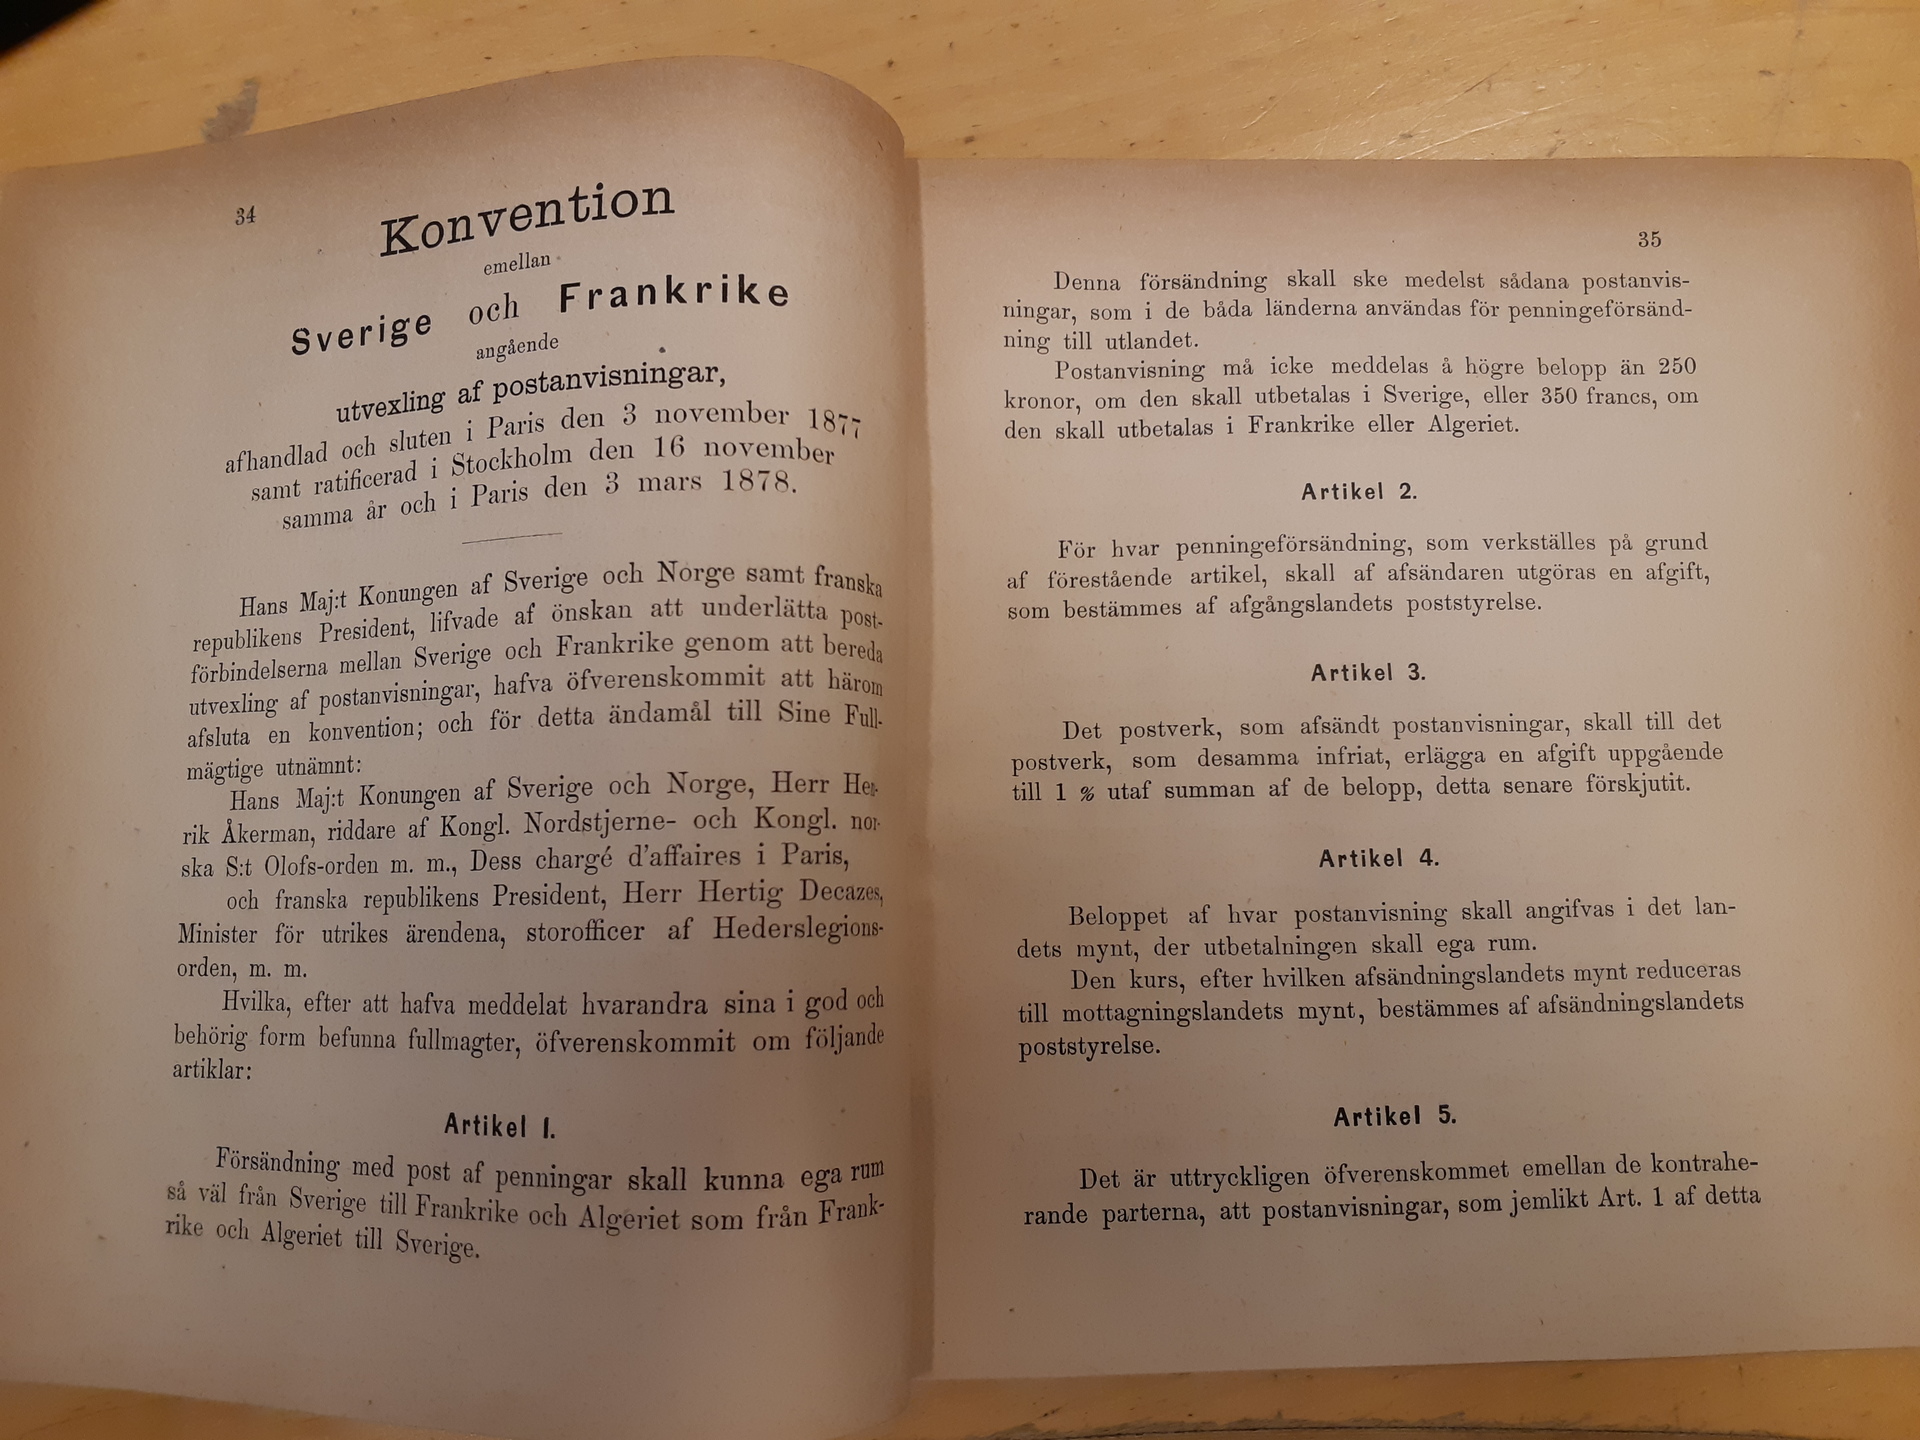 34
Konvention
emellan
Sverige och Frankrike
angående
utvexling af postanvisningar,
afhandlad och sluten i Paris den 3 november 1877
samt ratificerad i Stockholm den 16 november
samma år och i Paris den 3 mars 1878.
Hans Maj:t Konungen af Sverige och Norge samt franska
republikens President, lifvade af önskan att underlätta post-
förbindelserna mellan Sverige och Frankrike genom att bereda
utvexling af postanvisningar, hafva öfverenskommit att härom
afsluta en konvention; och för detta ändamål till Sine Full-
mägtige utnämnt:
Hans Maj:t Konungen af Sverige och Norge, Herr Hen-
rik Åkerman, riddare af Kongl. Nordstjerne- och Kongl. nor-
ska S:t Olofs-orden m. m., Dess chargé d'affaires i Paris,
och franska republikens President, Herr Hertig Decazes,
Minister för utrikes ärendena, storofficer af Hederslegions-
orden, m. m.
Hvilka, efter att hafva meddelat hvarandra sina i god och
behörig form befunna fullmagter, öfverenskommit om följande
artiklar:
Artikel 1.
Försändning med post af penningar skall kunna ega rum
så väl från Sverige till Frankrike och Algeriet som från Frank-
rike och Algeriet till Sverige.
35
Denna försändning skall ske medelst sådana postanvis-
ningar, som i de båda länderna användas för penningeförsänd-
ning till utlandet.
Postanvisning må icke meddelas å högre belopp än 250
kronor, om den skall utbetalas i Sverige, eller 350 francs, om
den skall utbetalas i Frankrike eller Algeriet.
Artikel 2.
För hvar penningeförsändning, som verkställes på grund
af förestående artikel, skall af afsändaren utgöras en afgift,
som bestämmes af afgångslandets poststyrelse.
Artikel 3.
Det postverk, som afsändt postanvisningar, skall till det
postverk, som desamma infriat, erlägga en afgift uppgående
till 1 % utaf summan af de belopp, detta senare förskjutit.
Artikel 4.
Beloppet af hvar postanvisning skall angifvas i det lan-
dets mynt, der utbetalningen skall ega rum.
Den kurs, efter hvilken afsändningslandets mynt reduceras
till mottagningslandets mynt, bestämmes af afsändningslandets
poststyrelse.
Artikel 5.
Det är uttryckligen öfverenskommet emellan de kontrahe-
rande parterna, att postanvisningar, som jemlikt Art. 1 af detta